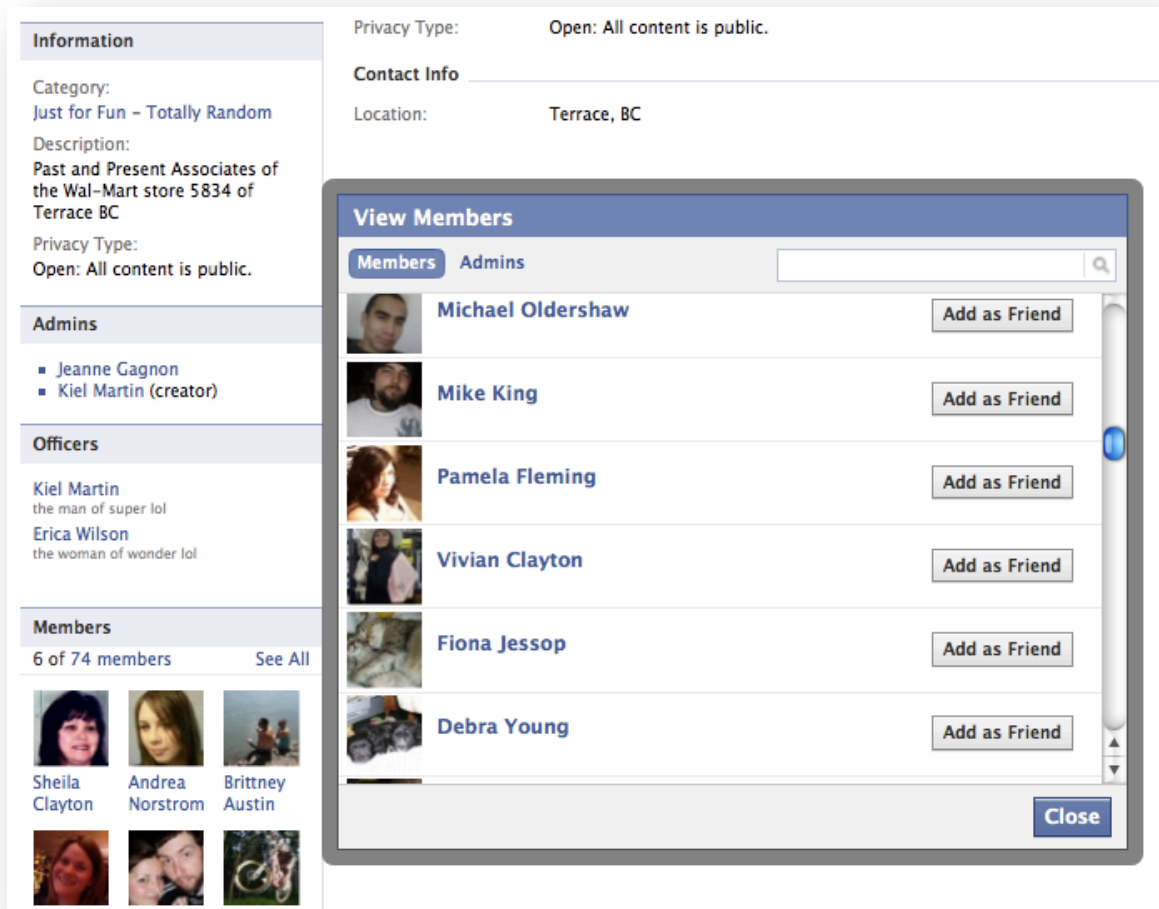 Information
Category:
Just for Fun – Totally Random
Description:
Past and Present Associates of
the Wal-Mart store 5834 of
Terrace BC
Privacy Type:
Open: All content is public.
Admins
Jeanne Gagnon
Kiel Martin (creator)
Officers
Kiel Martin
the man of super lol
Erica Wilson
the woman of wonder lol
Members
6 of 74 members See All
Sheila
Clayton
Andrea
Norstrom
Brittney
Austin
Privacy Type: Open: All content is public.
Contact Info
Location: Terrace, BC
View Members
Members Admins
Michael Oldershaw Add as Friend
Mike King Add as Friend
Pamela Fleming Add as Friend
Vivian Clayton Add as Friend
Fiona Jessop Add as Friend
Debra Young Add as Friend
Close